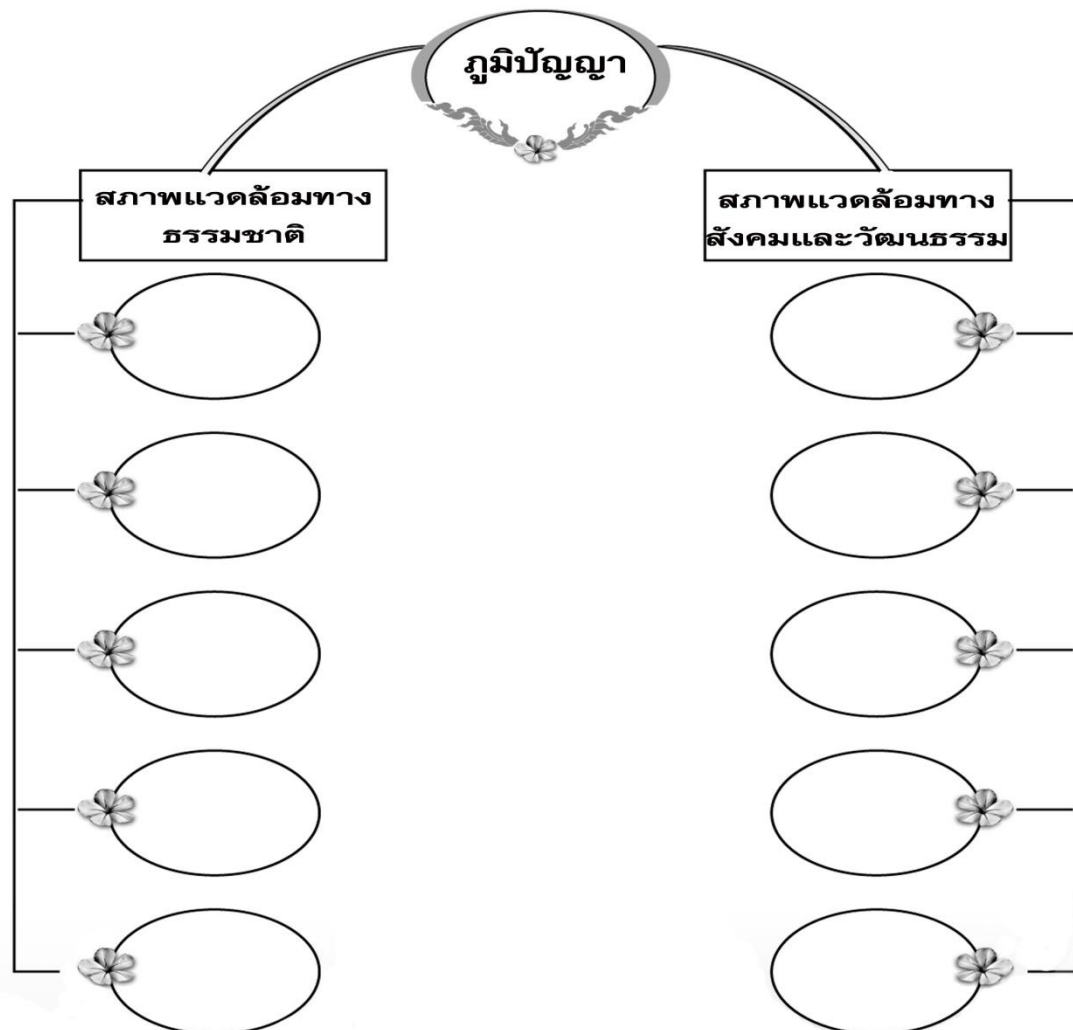 ภูมิปัญญา
สภาพแวดล้อมทาง
ธรรมชาติ
สภาพแวดล้อมทาง
สังคมและวัฒนธรรม